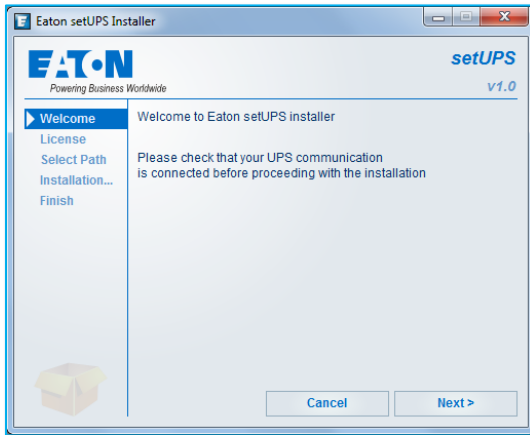 Eaton setUPS Installer
EATON
Powering Business Worldwide
setUPS
v1.0
Welcome
License
Select Path
Installation...
Finish
Welcome to Eaton setUPS installer
Please check that your UPS communication
is connected before proceeding with the installation
Cancel
Next >